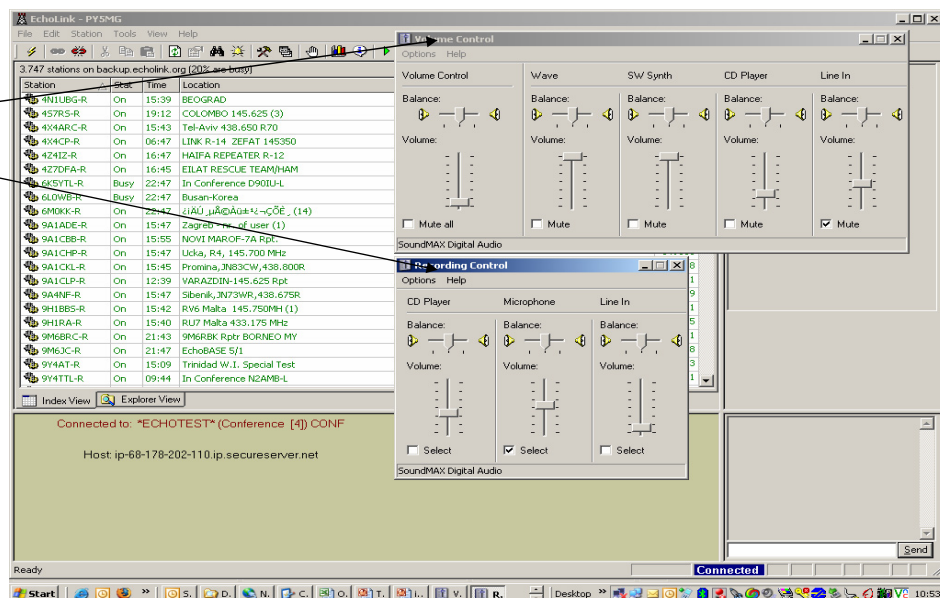 EchoLink - PY5MG
File Edit Station Tools View Help
3.747 stations on backup.echolink.org (20% are busy)
Station Stat Time Location
4N1UBG-R On 15:39 BEOGRAD
4S7RS-R On 19:12 COLOMBO 145.625 (3)
4X4ARC-R On 15:43 Tel-Aviv 438.650 R70
4X4CP-R On 06:47 LINK R-14 ZEFAT 145350
4Z4IZ-R On 16:47 HAIFA REPEATER R-12
4Z7DFA-R On 16:45 EILAT RESCUE TEAM/HAM
6K5YTL-R Busy 22:47 In Conference D90IU-L
6L0WB-R Busy 22:47 Busan-Korea
6M0KK-R On 22:47 (14)
9A1ADE-R On 15:47 Zagreb - nr. of user (1)
9A1CBB-R On 15:55 NOVI MAROF-7A Rpt.
9A1CHP-R On 15:47 Ucka, R4, 145.700 MHz
9A1CKL-R On 15:45 Promina,JN83CW,438.800R
9A1CLP-R On 12:39 VARAZDIN-145.625 Rpt
9A4NF-R On 15:47 Sibenik,JN73WR,438.675R
9H1BBS-R On 15:42 RV6 Malta 145.750MH (1)
9H1RA-R On 15:40 RU7 Malta 433.175 MHz
9M6BRC-R On 21:43 9M6RBK Rptr BORNEO MY
9M6JC-R On 21:47 EchoBASE 5/1
9Y4AT-R On 15:09 Trinidad W.I. Special Test
9Y4TTL-R On 09:44 In Conference N2AMB-L
Index View Explorer View
Volume Control
Options Help
Volume Control Wave SW Synth CD Player Line In
Balance: Balance: Balance: Balance: Balance:
Volume: Volume: Volume: Volume: Volume:
Mute all Mute Mute Mute Mute
SoundMAX Digital Audio
Recording Control
Options Help
CD Player Microphone Line In
Balance: Balance: Balance:
Volume: Volume: Volume:
Select Select Select
SoundMAX Digital Audio
Connected to: *ECHOTEST* (Conference [4]) CONF
Host: ip-68-178-202-110.ip.secureserver.net
Send
Ready Connected
Start S. D. N. C. O. T. i.. V. R. Desktop 10:53